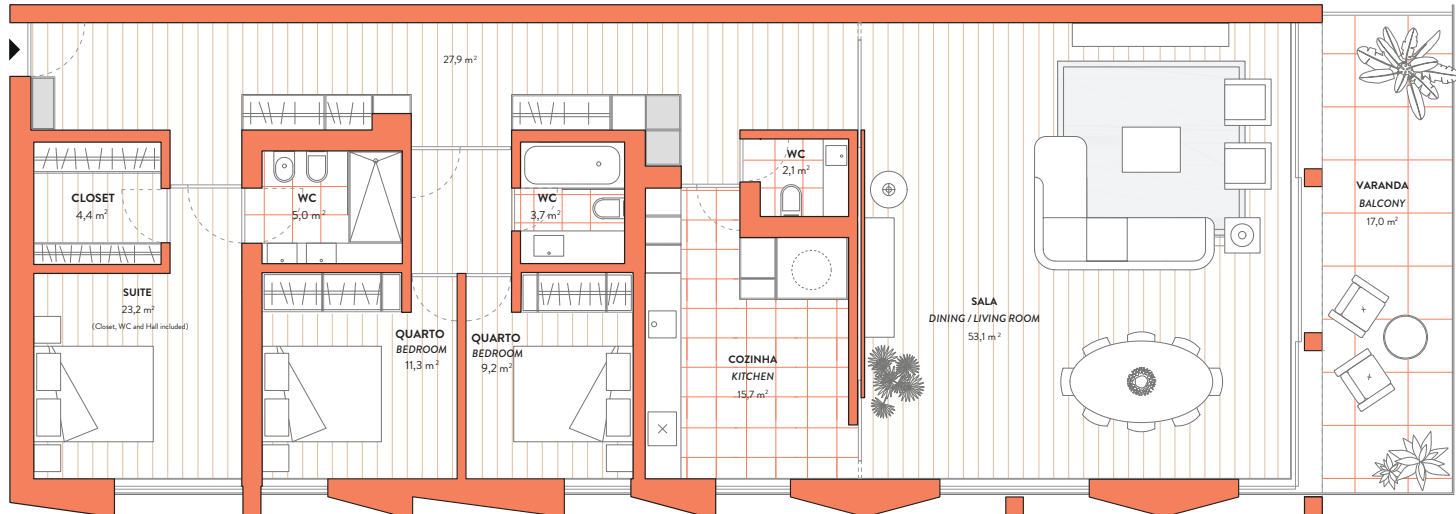 27,9 m²
CLOSET
4,4 m²
WC
5,0 m²
WC
3,7 m²
WC
2,1 m²
VARANDA
BALCONY
17,0 m²
SUITE
23,2 m²
(Closet, WC and Hall included)
QUARTO
BEDROOM
11,3 m²
QUARTO
BEDROOM
9,2 m²
COZINHA
KITCHEN
15,7 m²
SALA
DINING / LIVING ROOM
53,1 m²